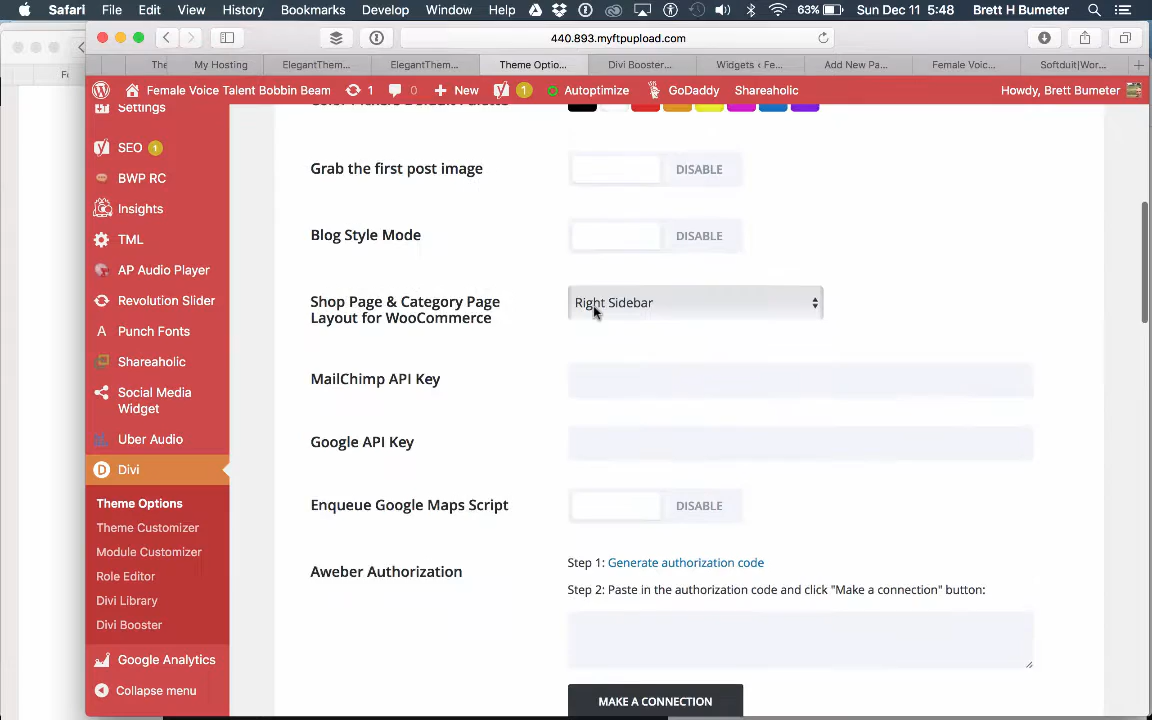 Safari File Edit View History Bookmarks Develop Window Help 63% Sun Dec 11 5:48 Brett H Bumeter
440.893.myftpupload.com
The My Hosting ElegantThem... ElegantThem... Theme Optio... Divi Booster... Widgets ‹ Fe... Add New Pa... Female Voic... Softduit|Wor...
Female Voice Talent Bobbin Beam 1 0 New 1 Autoptimize GoDaddy Shareaholic Howdy, Brett Bumeter
Settings
SEO 1
BWP RC
Insights
TML
AP Audio Player
Revolution Slider
Punch Fonts
Shareaholic
Social Media
Widget
Uber Audio
Divi
Theme Options
Theme Customizer
Module Customizer
Role Editor
Divi Library
Divi Booster
Google Analytics
Collapse menu
Color Pickers Default Palette
Grab the first post image DISABLE
Blog Style Mode DISABLE
Shop Page & Category Page
Layout for WooCommerce
Right Sidebar
MailChimp API Key
Google API Key
Enqueue Google Maps Script DISABLE
Aweber Authorization
Step 1: Generate authorization code
Step 2: Paste in the authorization code and click "Make a connection" button:
MAKE A CONNECTION